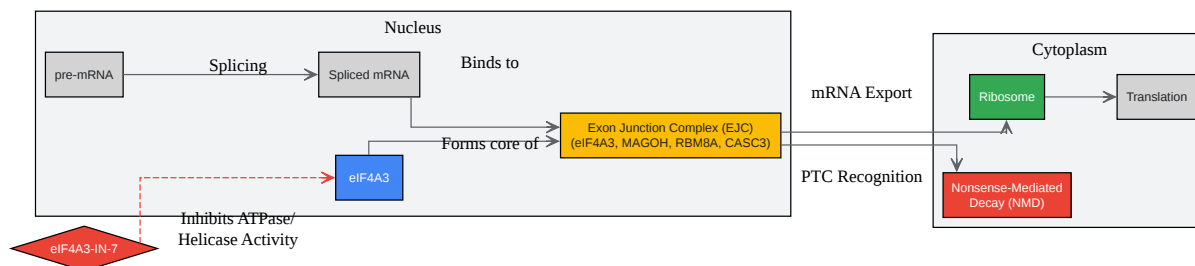 Nucleus
pre-mRNA
Splicing
Spliced mRNA
Binds to
Exon Junction Complex (EJC)
(eIF4A3, MAGOH, RBM8A, CASC3)
Forms core of
eIF4A3
Inhibits ATPase/
Helicase Activity
eIF4A3-IN-7
mRNA Export
PTC Recognition
Cytoplasm
Ribosome
Translation
Nonsense-Mediated
Decay (NMD)